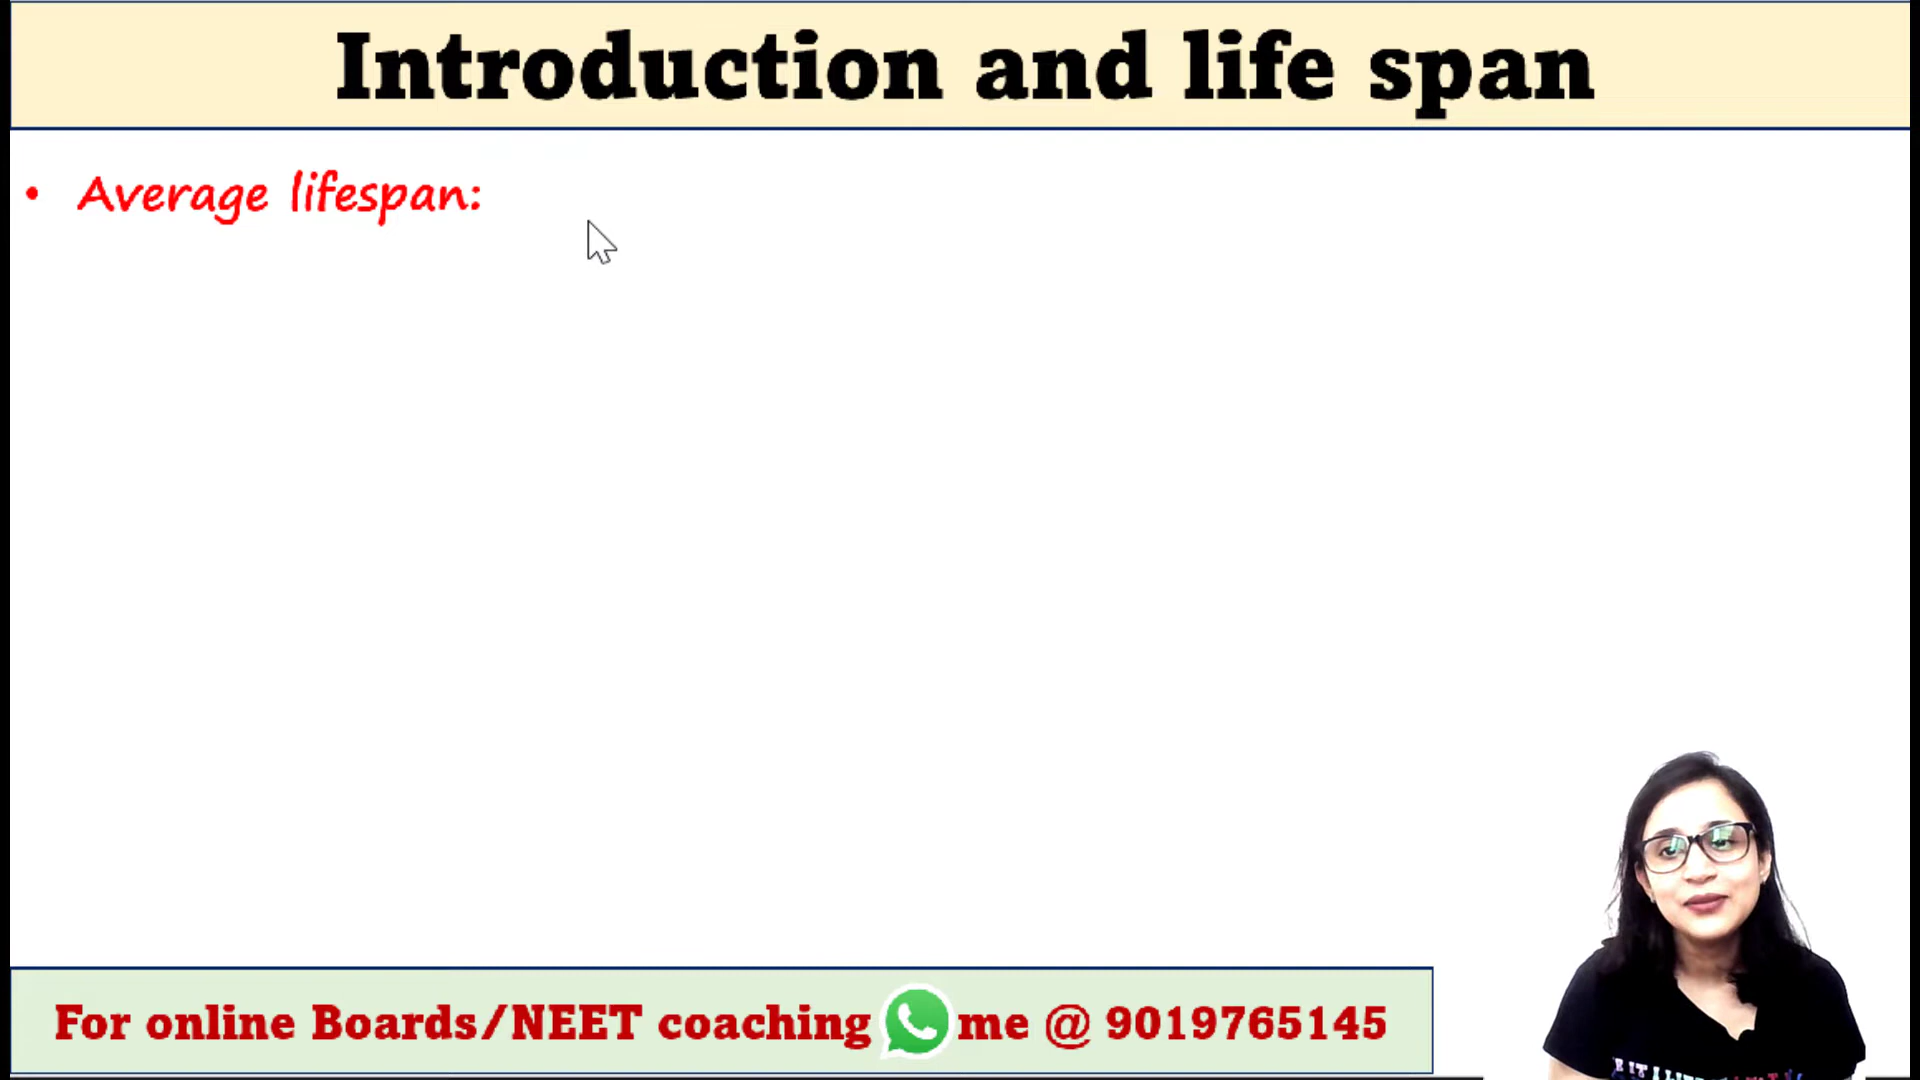 Introduction and life span
• Average lifespan:
For online Boards/NEET coaching me @ 9019765145